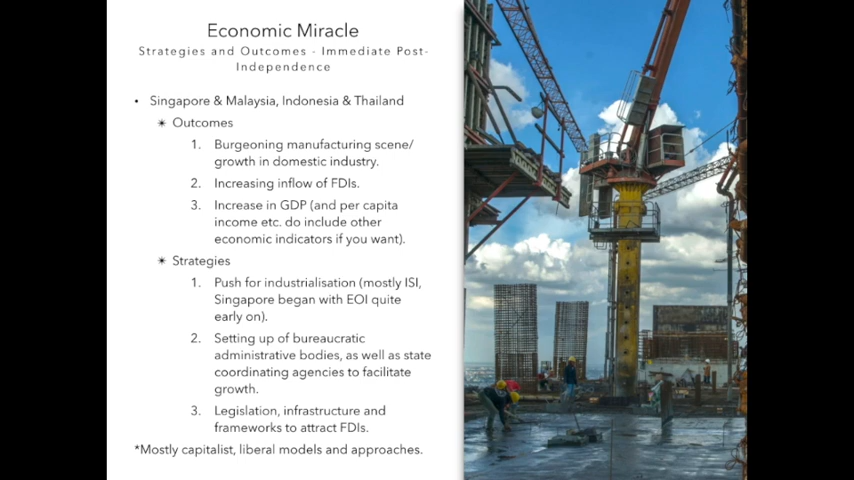 Economic Miracle
Strategies and Outcomes - Immediate Post-
Independence
• Singapore & Malaysia, Indonesia & Thailand
✴ Outcomes
1. Burgeoning manufacturing scene/
growth in domestic industry.
2. Increasing inflow of FDIs.
3. Increase in GDP (and per capita
income etc. do include other
economic indicators if you want).
✴ Strategies
1. Push for industrialisation (mostly ISI,
Singapore began with EOI quite
early on).
2. Setting up of bureaucratic
administrative bodies, as well as state
coordinating agencies to facilitate
growth.
3. Legislation, infrastructure and
frameworks to attract FDIs.
*Mostly capitalist, liberal models and approaches.